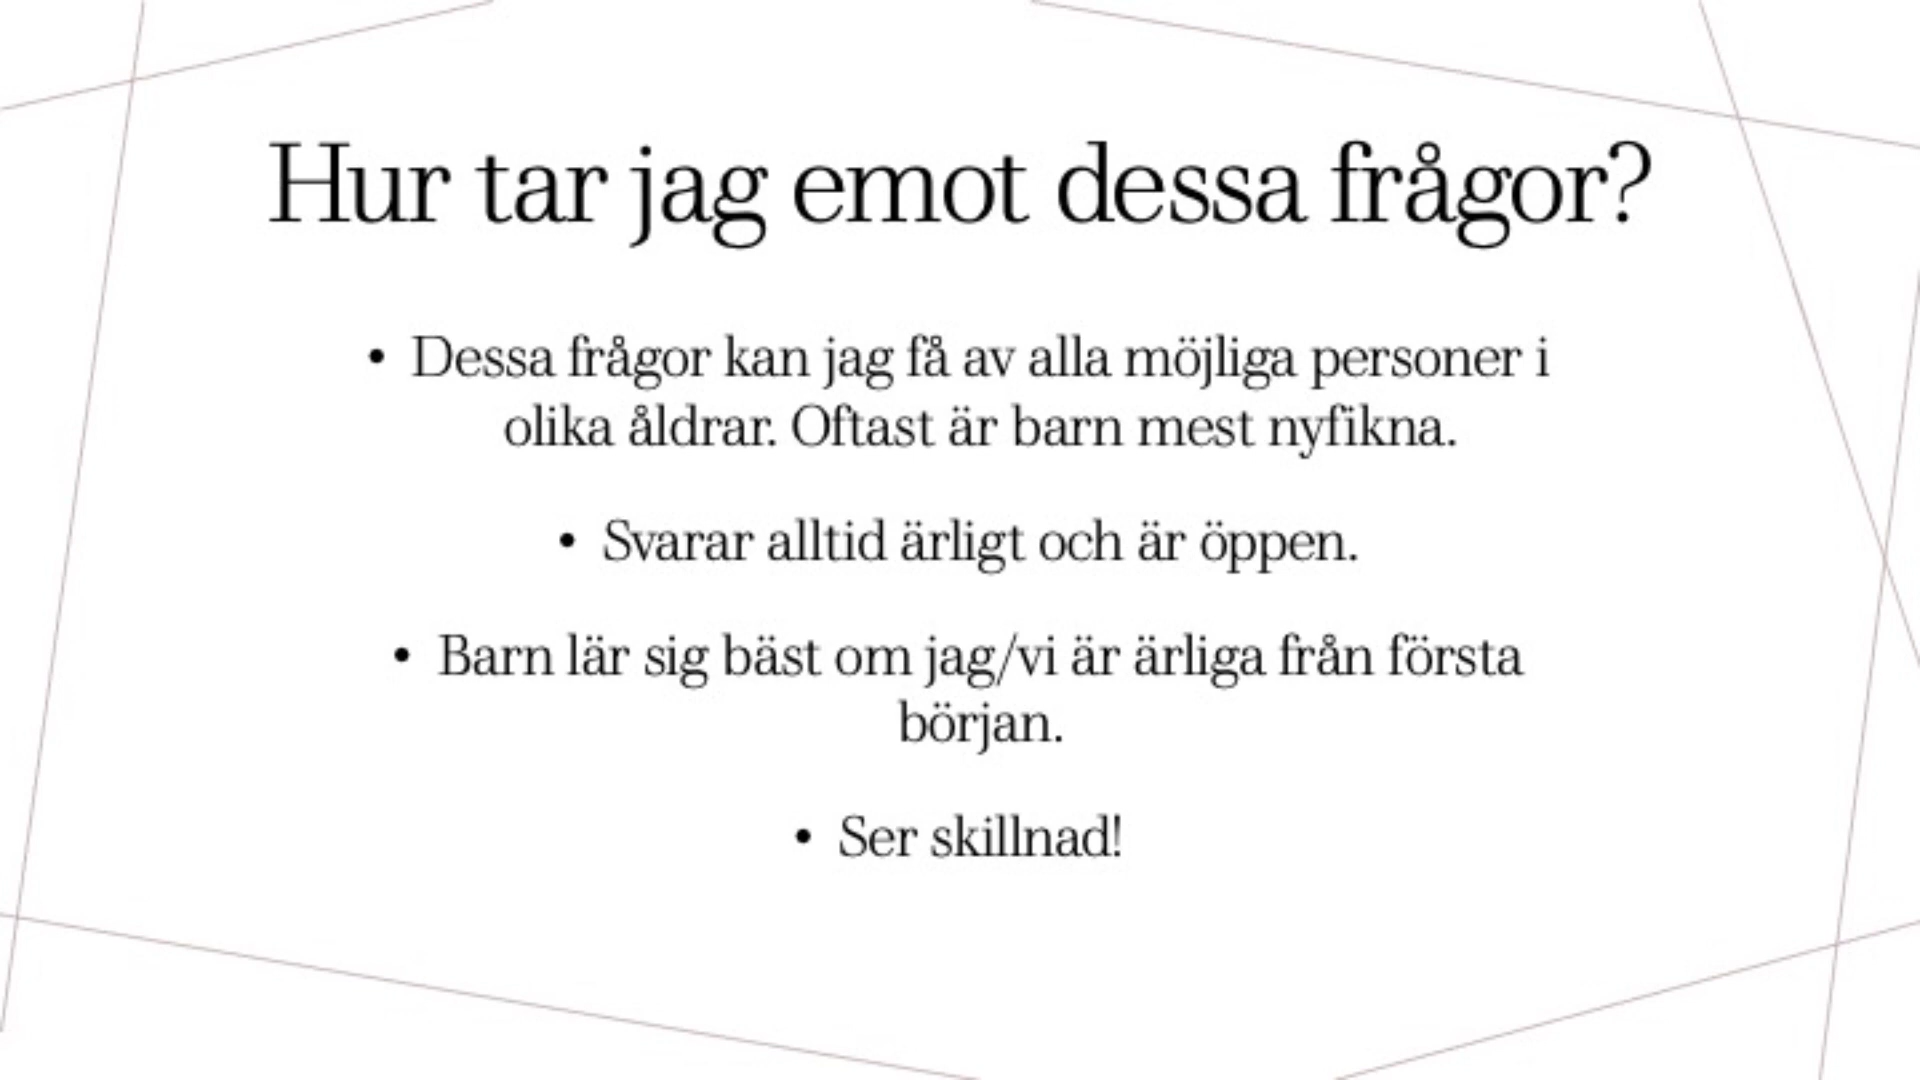 Hur tar jag emot dessa frågor?
• Dessa frågor kan jag få av alla möjliga personer i
olika åldrar. Oftast är barn mest nyfikna.
• Svarar alltid ärligt och är öppen.
• Barn lär sig bäst om jag/vi är ärliga från första
början.
• Ser skillnad!